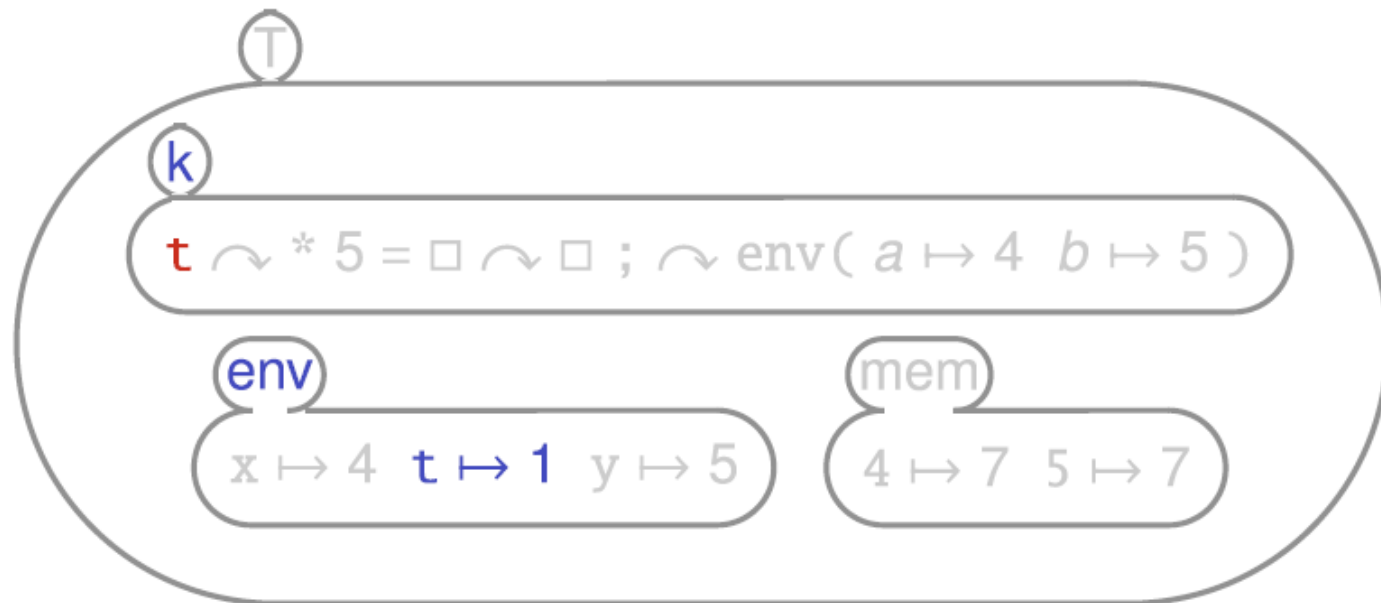 T
k
t ↷ * 5 = □ ↷ □ ; ↷ env( a ↦ 4 b ↦ 5 )
env mem
x ↦ 4 t ↦ 1 y ↦ 5 4 ↦ 7 5 ↦ 7